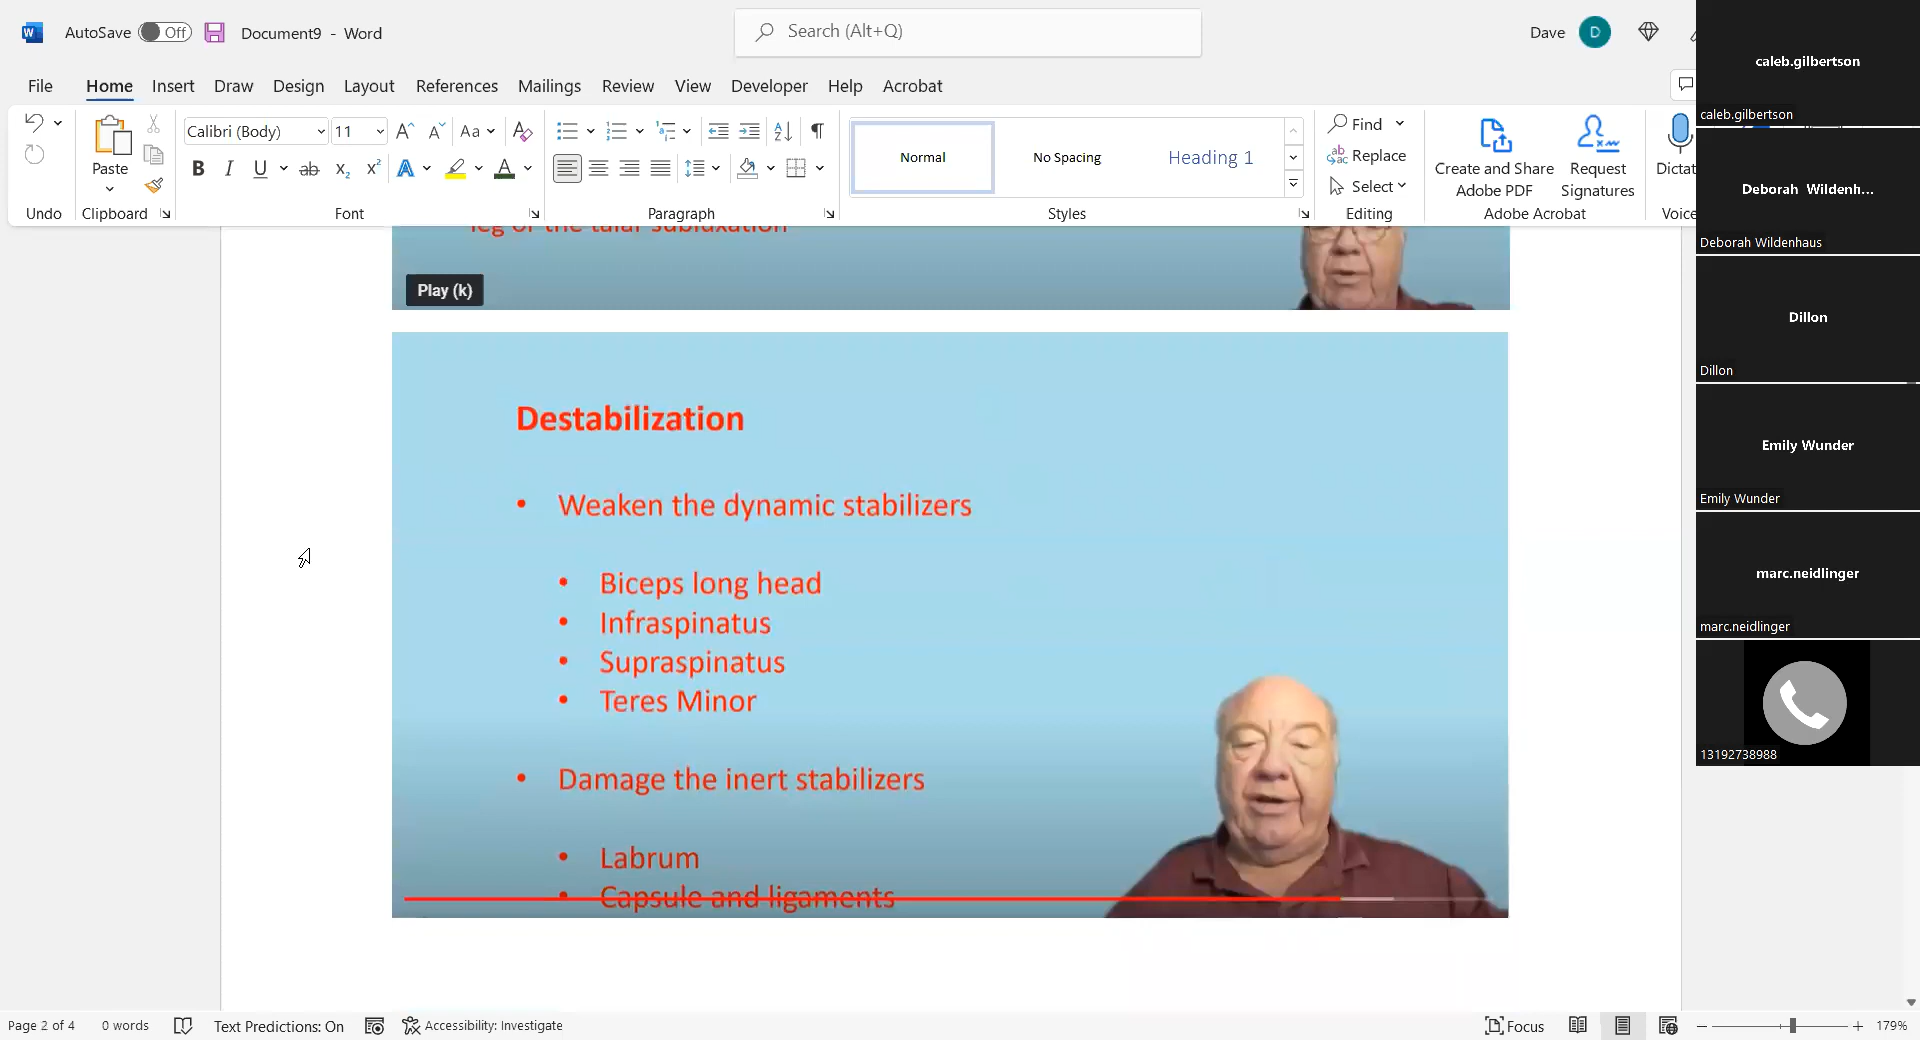 AutoSave Off Document9 - Word
Search (Alt+Q)
Dave D
File Home Insert Draw Design Layout References Mailings Review View Developer Help Acrobat
Calibri (Body) 11
Normal
No Spacing
Heading 1
Find
Replace
Select
Paste
Create and Share
Adobe PDF
Request
Signatures
Dictat
Undo Clipboard Font Paragraph Styles Editing Adobe Acrobat Voice
leg of the talar subluxation
Play (k)
Destabilization
• Weaken the dynamic stabilizers
• Biceps long head
• Infraspinatus
• Supraspinatus
• Teres Minor
• Damage the inert stabilizers
• Labrum
• Capsule and ligaments
caleb.gilbertson
caleb.gilbertson
Deborah Wildenh...
Deborah Wildenhaus
Dillon
Dillon
Emily Wunder
Emily Wunder
marc.neidlinger
marc.neidlinger
13192738988
Page 2 of 4 0 words Text Predictions: On Accessibility: Investigate Focus 179%